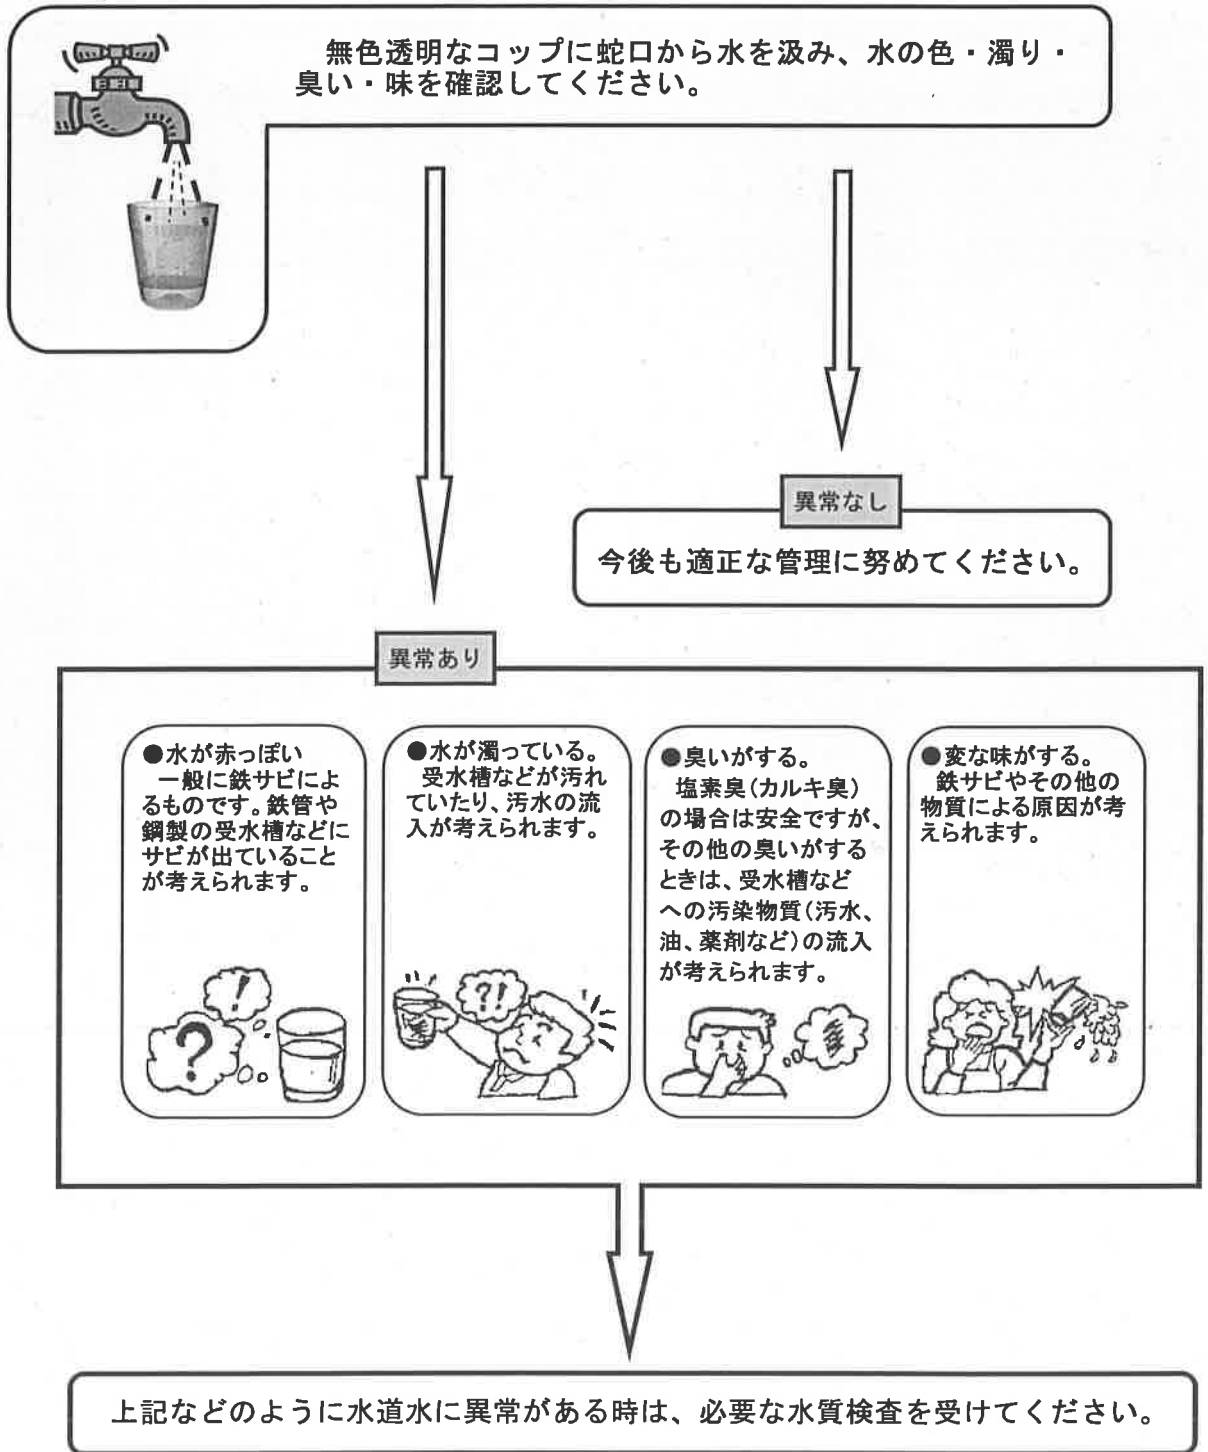 無色透明なコップに蛇口から水を汲み、水の色・濁り・
臭い・味を確認してください。
異常なし
今後も適正な管理に努めてください。
異常あり
●水が赤っぽい
一般に鉄サビによ
るものです。鉄管や
鋼製の受水槽などに
サビが出ていること
が考えられます。
!
?
●水が濁っている。
受水槽などが汚れ
ていたり、汚水の流
入が考えられます。
?!
●臭いがする。
塩素臭(カルキ臭)
の場合は安全ですが、
その他の臭いがする
ときは、受水槽など
への汚染物質(汚水、
油、薬剤など)の流入
が考えられます。
●変な味がする。
鉄サビやその他の
物質による原因が考
えられます。
上記などのように水道水に異常がある時は、必要な水質検査を受けてください。